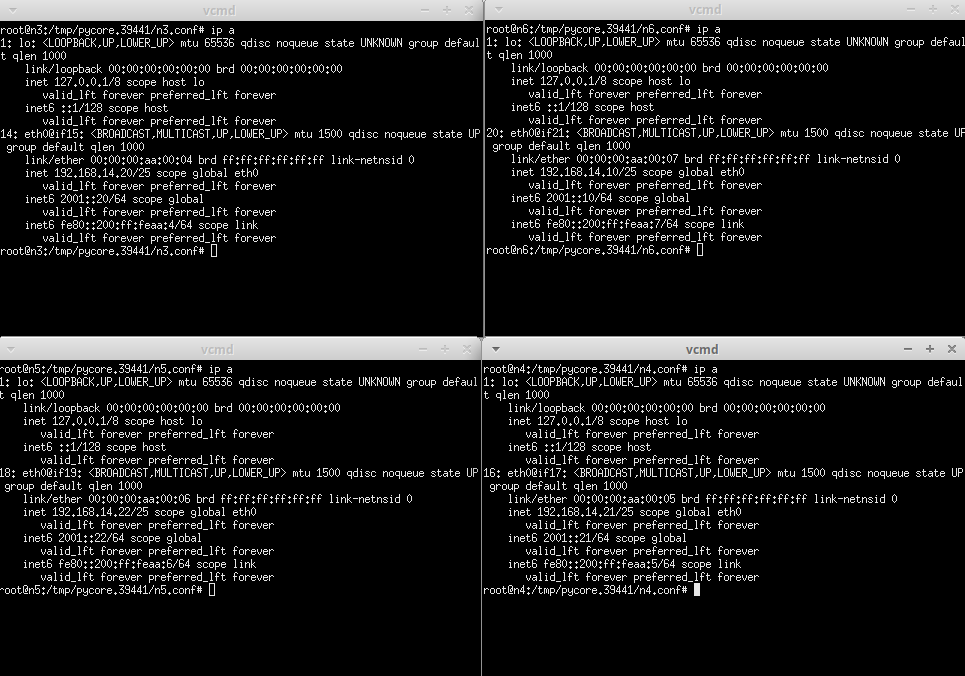 vcmd
root@n3:/tmp/pycore.39441/n3.conf# ip a
1: lo: <LOOPBACK,UP,LOWER_UP> mtu 65536 qdisc noqueue state UNKNOWN group defaul
t qlen 1000
    link/loopback 00:00:00:00:00:00 brd 00:00:00:00:00:00
    inet 127.0.0.1/8 scope host lo
       valid_lft forever preferred_lft forever
    inet6 ::1/128 scope host
       valid_lft forever preferred_lft forever
14: eth0@if15: <BROADCAST,MULTICAST,UP,LOWER_UP> mtu 1500 qdisc noqueue state UP
 group default qlen 1000
    link/ether 00:00:00:aa:00:04 brd ff:ff:ff:ff:ff:ff link-netnsid 0
    inet 192.168.14.20/25 scope global eth0
       valid_lft forever preferred_lft forever
    inet6 2001::20/64 scope global
       valid_lft forever preferred_lft forever
    inet6 fe80::200:ff:feaa:4/64 scope link
       valid_lft forever preferred_lft forever
root@n3:/tmp/pycore.39441/n3.conf#
vcmd
root@n6:/tmp/pycore.39441/n6.conf# ip a
1: lo: <LOOPBACK,UP,LOWER_UP> mtu 65536 qdisc noqueue state UNKNOWN group defaul
t qlen 1000
    link/loopback 00:00:00:00:00:00 brd 00:00:00:00:00:00
    inet 127.0.0.1/8 scope host lo
       valid_lft forever preferred_lft forever
    inet6 ::1/128 scope host
       valid_lft forever preferred_lft forever
20: eth0@if21: <BROADCAST,MULTICAST,UP,LOWER_UP> mtu 1500 qdisc noqueue state UP
 group default qlen 1000
    link/ether 00:00:00:aa:00:07 brd ff:ff:ff:ff:ff:ff link-netnsid 0
    inet 192.168.14.10/25 scope global eth0
       valid_lft forever preferred_lft forever
    inet6 2001::10/64 scope global
       valid_lft forever preferred_lft forever
    inet6 fe80::200:ff:feaa:7/64 scope link
       valid_lft forever preferred_lft forever
root@n6:/tmp/pycore.39441/n6.conf#
vcmd
root@n5:/tmp/pycore.39441/n5.conf# ip a
1: lo: <LOOPBACK,UP,LOWER_UP> mtu 65536 qdisc noqueue state UNKNOWN group defaul
t qlen 1000
    link/loopback 00:00:00:00:00:00 brd 00:00:00:00:00:00
    inet 127.0.0.1/8 scope host lo
       valid_lft forever preferred_lft forever
    inet6 ::1/128 scope host
       valid_lft forever preferred_lft forever
18: eth0@if19: <BROADCAST,MULTICAST,UP,LOWER_UP> mtu 1500 qdisc noqueue state UP
 group default qlen 1000
    link/ether 00:00:00:aa:00:06 brd ff:ff:ff:ff:ff:ff link-netnsid 0
    inet 192.168.14.22/25 scope global eth0
       valid_lft forever preferred_lft forever
    inet6 2001::22/64 scope global
       valid_lft forever preferred_lft forever
    inet6 fe80::200:ff:feaa:6/64 scope link
       valid_lft forever preferred_lft forever
root@n5:/tmp/pycore.39441/n5.conf#
vcmd
root@n4:/tmp/pycore.39441/n4.conf# ip a
1: lo: <LOOPBACK,UP,LOWER_UP> mtu 65536 qdisc noqueue state UNKNOWN group defaul
t qlen 1000
    link/loopback 00:00:00:00:00:00 brd 00:00:00:00:00:00
    inet 127.0.0.1/8 scope host lo
       valid_lft forever preferred_lft forever
    inet6 ::1/128 scope host
       valid_lft forever preferred_lft forever
16: eth0@if17: <BROADCAST,MULTICAST,UP,LOWER_UP> mtu 1500 qdisc noqueue state UP
 group default qlen 1000
    link/ether 00:00:00:aa:00:05 brd ff:ff:ff:ff:ff:ff link-netnsid 0
    inet 192.168.14.21/25 scope global eth0
       valid_lft forever preferred_lft forever
    inet6 2001::21/64 scope global
       valid_lft forever preferred_lft forever
    inet6 fe80::200:ff:feaa:5/64 scope link
       valid_lft forever preferred_lft forever
root@n4:/tmp/pycore.39441/n4.conf#